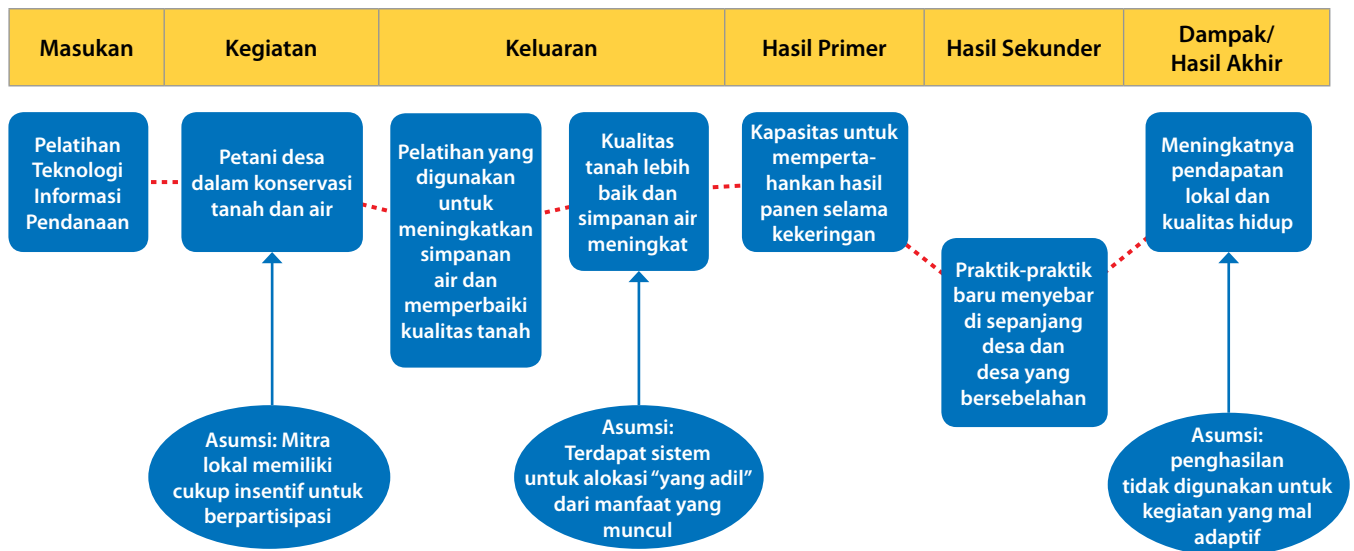 Masukan
Kegiatan
Keluaran
Hasil Primer
Hasil Sekunder
Dampak/
Hasil Akhir
Pelatihan
Teknologi
Informasi
Pendanaan
Petani desa
dalam konservasi
tanah dan air
Pelatihan yang
digunakan
untuk
meningkatkan
simpanan
air dan
memperbaiki
kualitas tanah
Kualitas
tanah lebih
baik dan
simpanan air
meningkat
Kapasitas untuk
memperta-
hankan hasil
panen selama
kekeringan
Praktik-praktik
baru menyebar
di sepanjang
desa dan
desa yang
bersebelahan
Meningkatnya
pendapatan
lokal dan
kualitas hidup
Asumsi: Mitra
lokal memiliki
cukup insentif untuk
berpartisipasi
Asumsi:
Terdapat sistem
untuk alokasi “yang adil”
dari manfaat yang
muncul
Asumsi:
penghasilan
tidak digunakan untuk
kegiatan yang mal
adaptif